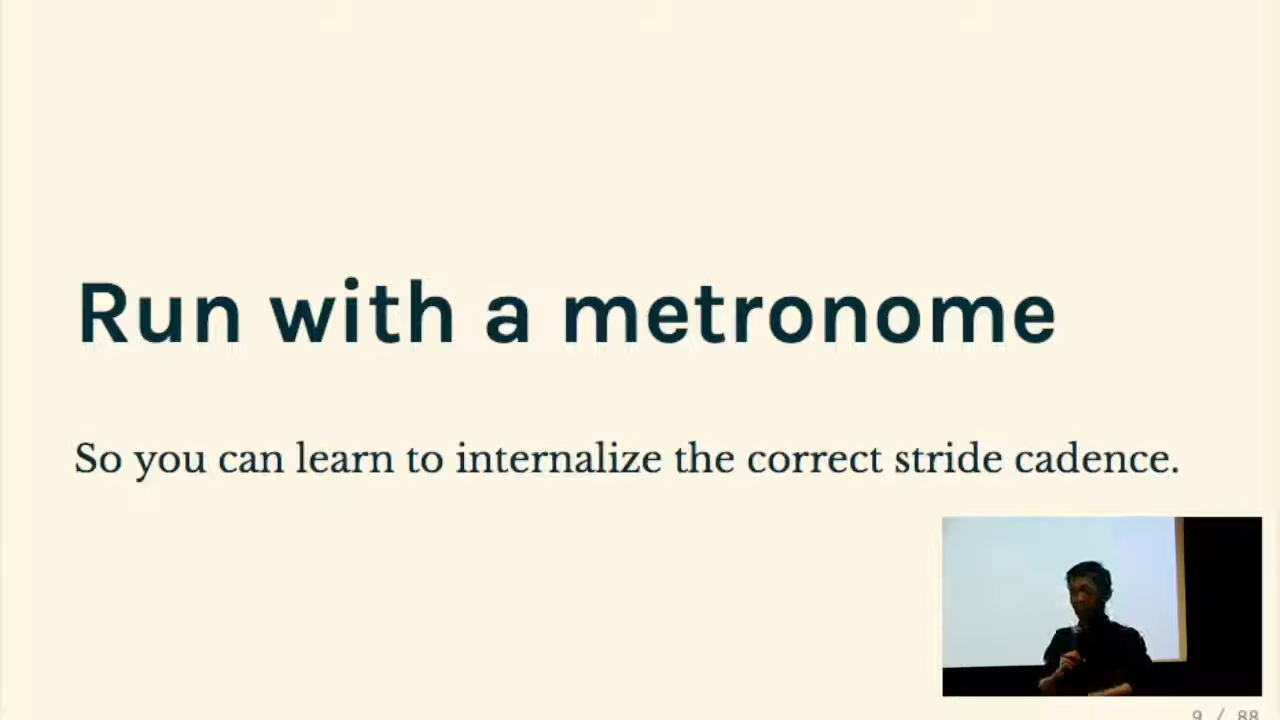 Run with a metronome
So you can learn to internalize the correct stride cadence.
9 / 88